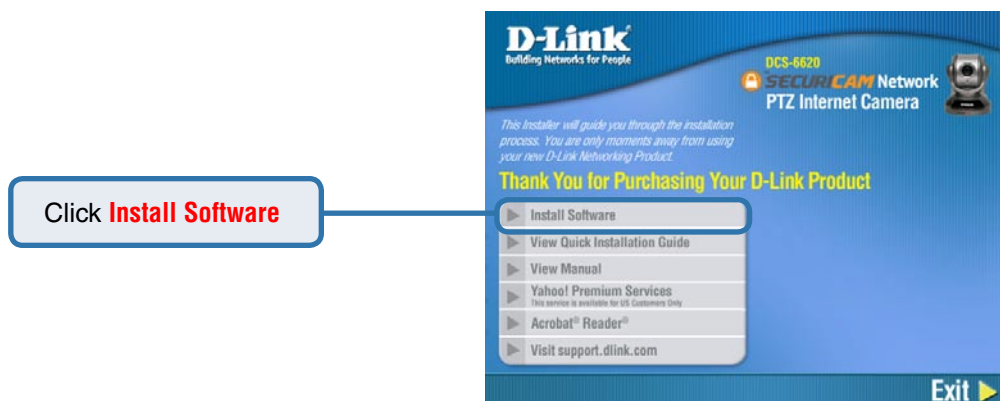 D-Link
Building Networks for People
DCS-6620
SECURICAM Network
PTZ Internet Camera
This Installer will guide you through the installation
process. You are only moments away from using
your new D-Link Networking Product.
Thank You for Purchasing Your D-Link Product
Click Install Software
Install Software
View Quick Installation Guide
View Manual
Yahoo! Premium Services
This service is available for US Customers Only
Acrobat® Reader®
Visit support.dlink.com
Exit